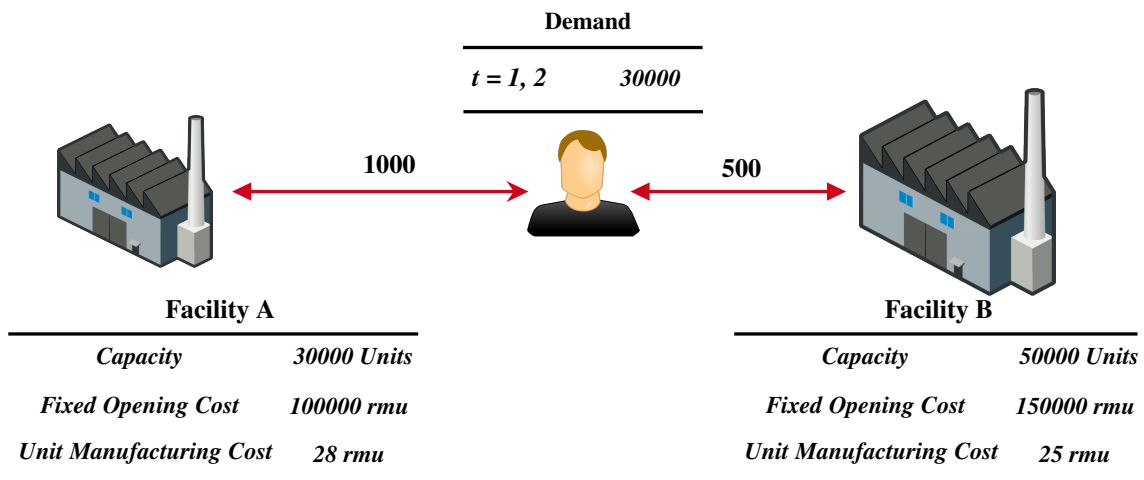 Demand
t = 1, 2 30000
1000
500
Facility A
Capacity 30000 Units
Fixed Opening Cost 100000 rmu
Unit Manufacturing Cost 28 rmu
Facility B
Capacity 50000 Units
Fixed Opening Cost 150000 rmu
Unit Manufacturing Cost 25 rmu